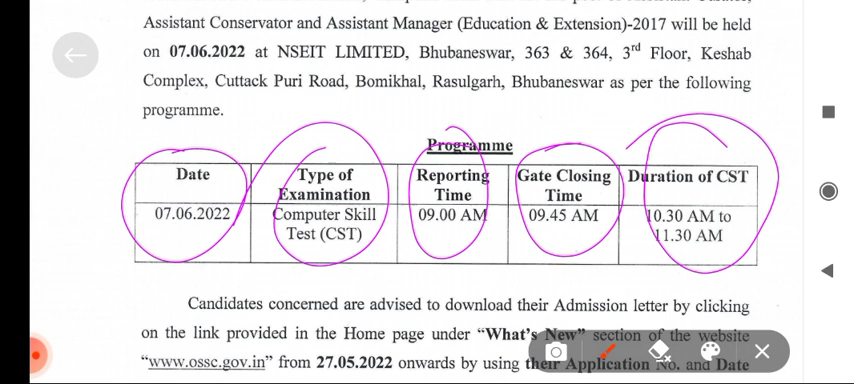 Assistant Conservator and Assistant Manager (Education & Extension)-2017 will be held
on 07.06.2022 at NSEIT LIMITED, Bhubaneswar, 363 & 364, 3rd Floor, Keshab
Complex, Cuttack Puri Road, Bomikhal, Rasulgarh, Bhubaneswar as per the following
programme.
Programme
Date Type of Examination Reporting Time Gate Closing Time Duration of CST
07.06.2022 Computer Skill Test (CST) 09.00 AM 09.45 AM 10.30 AM to 11.30 AM
Candidates concerned are advised to download their Admission letter by clicking
on the link provided in the Home page under “What’s New” section of the website
“www.ossc.gov.in” from 27.05.2022 onwards by using their Application No. and Date